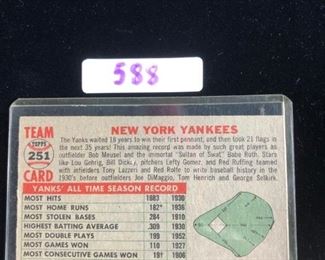 588
TEAM
TOPPS
251
CARD
NEW YORK YANKEES
The Yanks waited 18 years to win their first pennant, and then took 21 flags in
the next 35 years! This amazing record was made with such great players as
outfielder Bob Meusel and the immortal "Sultan of Swat," Babe Ruth. Stars
like Lou Gehrig, Bill Dickey, pitchers Lefty Gomez, and Red Ruffing teamed
with infielders Tony Lazzeri and Red Rolfe to write baseball history in the
1930's before outfielders Joe DiMaggio, Tom Henrich and George Selkirk.
YANKS' ALL TIME SEASON RECORD
MOST HITS 1683 1930
MOST HOME RUNS 182* 1936
MOST STOLEN BASES 284 1910
HIGHEST BATTING AVERAGE 309 1930
MOST DOUBLE PLAYS 199 1952
MOST GAMES WON 110 1927
MOST COMPLETE GAMES 1906